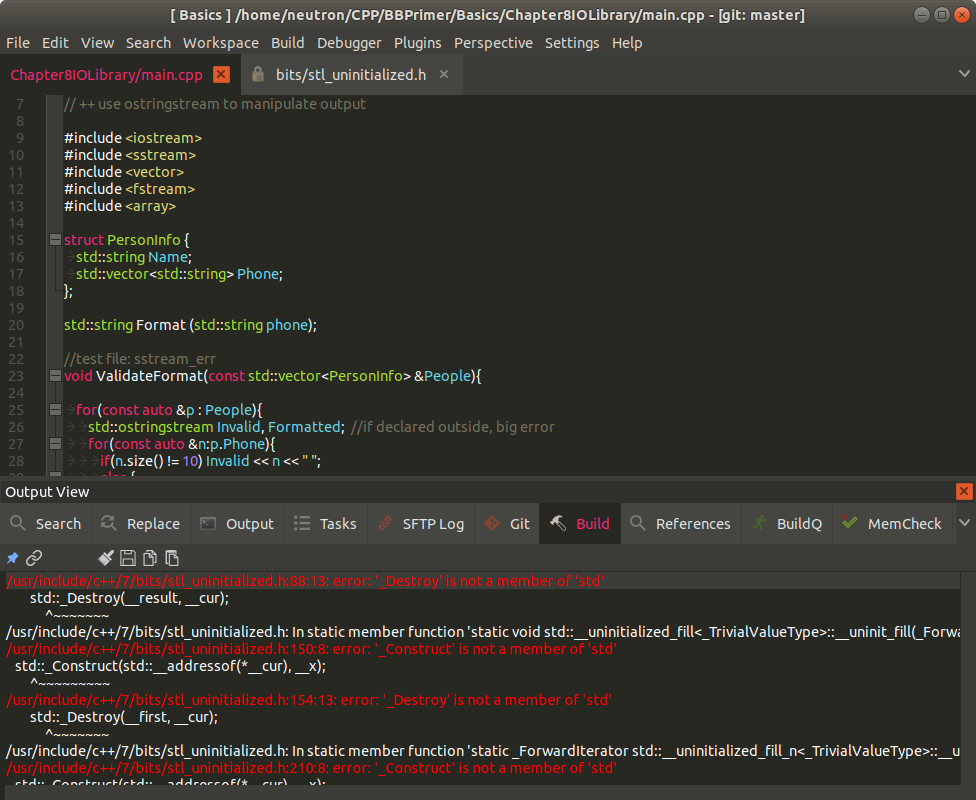 [ Basics ] /home/neutron/CPP/BBPrimer/Basics/Chapter8IOLibrary/main.cpp - [git: master]
File Edit View Search Workspace Build Debugger Plugins Perspective Settings Help
Chapter8IOLibrary/main.cpp bits/stl_uninitialized.h
7 // ++ use ostringstream to manipulate output
8
9 #include <iostream>
10 #include <sstream>
11 #include <vector>
12 #include <fstream>
13 #include <array>
14
15 struct PersonInfo {
16 std::string Name;
17 std::vector<std::string> Phone;
18 };
19
20 std::string Format (std::string phone);
21
22 //test file: sstream_err
23 void ValidateFormat(const std::vector<PersonInfo> &People){
24
25 for(const auto &p : People){
26 std::ostringstream Invalid, Formatted; //if declared outside, big error
27 for(const auto &n:p.Phone){
28 if(n.size() != 10) Invalid << n << " ";
29 else {
Output View
Search Replace Output Tasks SFTP Log Git Build References BuildQ MemCheck
/usr/include/c++/7/bits/stl_uninitialized.h:88:13: error: '_Destroy' is not a member of 'std'
std::_Destroy(__result, __cur);
^~~~~~~~
/usr/include/c++/7/bits/stl_uninitialized.h: In static member function 'static void std::__uninitialized_fill<_TrivialValueType>::__uninit_fill(_Forwa
/usr/include/c++/7/bits/stl_uninitialized.h:150:8: error: '_Construct' is not a member of 'std'
std::_Construct(std::__addressof(*__cur), __x);
^~~~~~~~~~
/usr/include/c++/7/bits/stl_uninitialized.h:154:13: error: '_Destroy' is not a member of 'std'
std::_Destroy(__first, __cur);
^~~~~~~~
/usr/include/c++/7/bits/stl_uninitialized.h: In static member function 'static _ForwardIterator std::__uninitialized_fill_n<_TrivialValueType>::__u
/usr/include/c++/7/bits/stl_uninitialized.h:210:8: error: '_Construct' is not a member of 'std'
std::_Construct(std::__addressof(*__cur), __x);